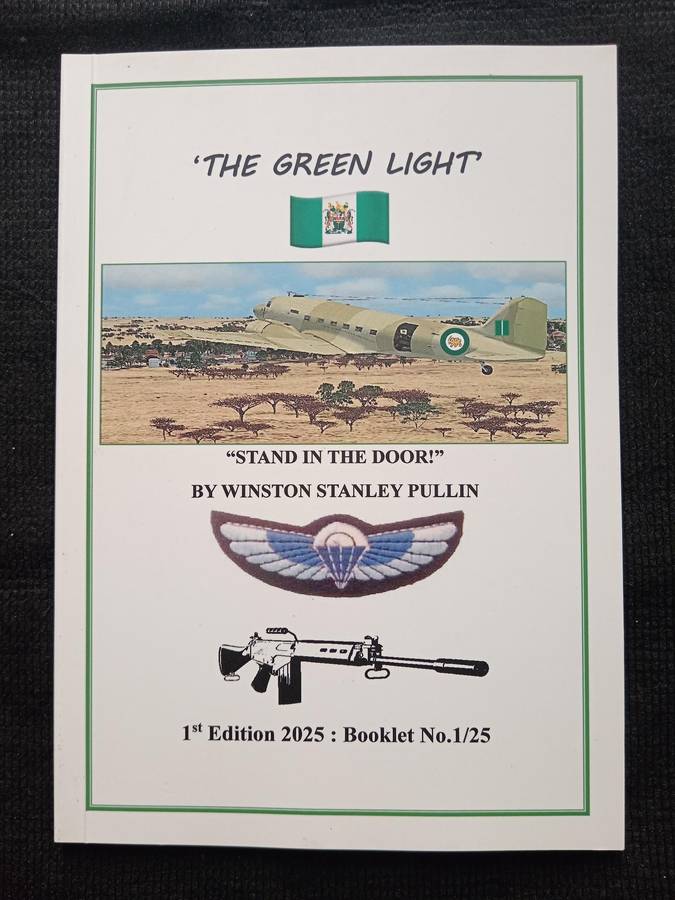 ‘THE GREEN LIGHT’
“STAND IN THE DOOR!”
BY WINSTON STANLEY PULLIN
1st Edition 2025 : Booklet No.1/25